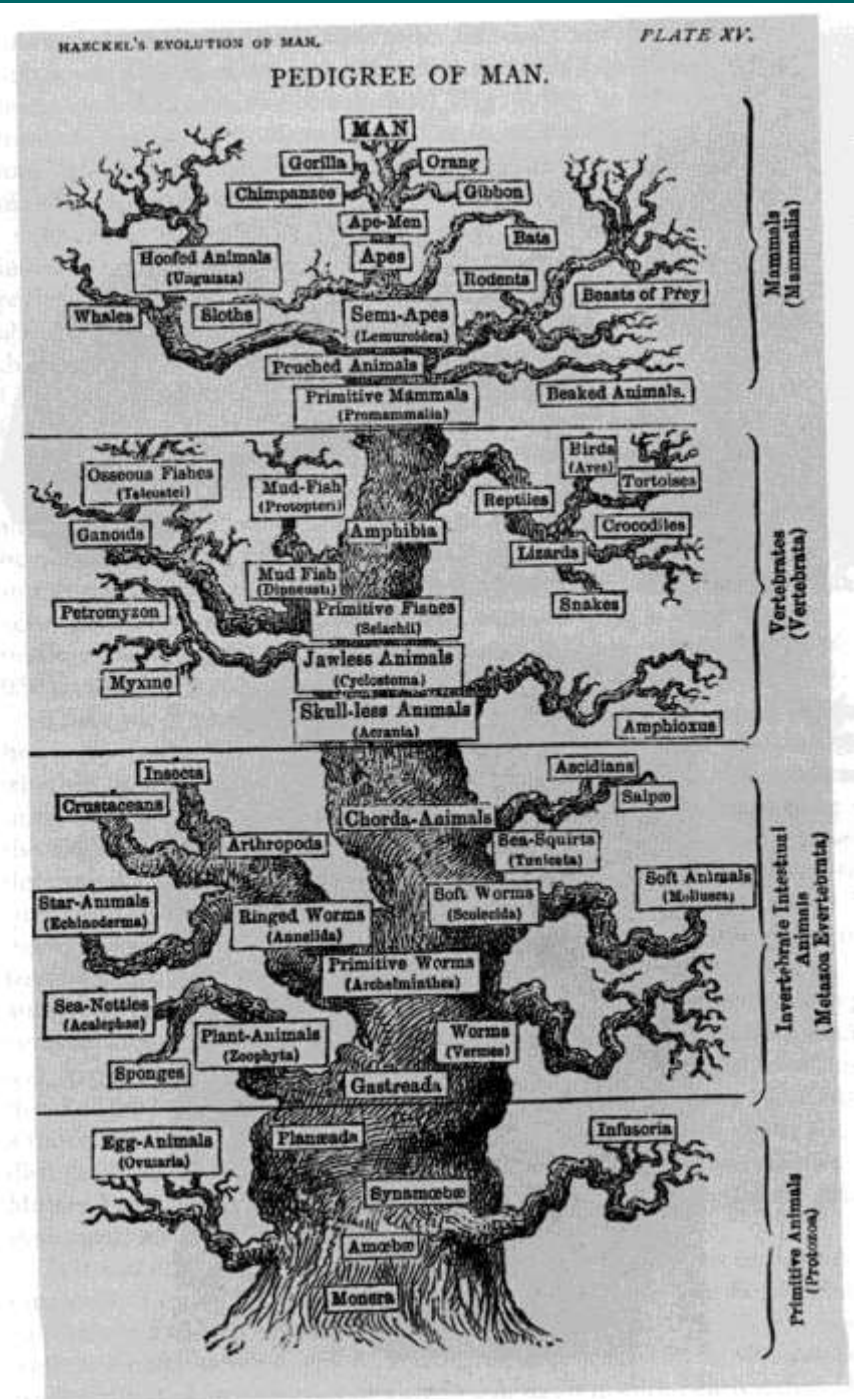 HAECKEL'S EVOLUTION OF MAN.
PLATE XV.
PEDIGREE OF MAN.
MAN
Gorilla
Orang
Chimpanzee
Gibbon
Ape-Men
Bats
Hoofed Animals
(Ungulata)
Apes
Rodents
Beasts of Prey
Whales
Sloths
Semi-Apes
(Lemuroidea)
Pouched Animals
Beaked Animals.
Primitive Mammals
(Promammalia)
Mammals
(Mammalia)
Osseous Fishes
(Teleostei)
Mud-Fish
(Protopteri)
Birds
(Aves)
Tortoises
Reptiles
Ganoids
Amphibia
Crocodiles
Lizards
Mud Fish
(Dipneusti)
Snakes
Petromyzon
Primitive Fishes
(Selachii)
Jawless Animals
(Cyclostoma)
Myxine
Skull-less Animals
(Acrania)
Amphioxus
Vertebrates
(Vertebrata)
Insects
Ascidians
Crustaceans
Salpæ
Chorda-Animals
Arthropods
Sea-Squirts
(Tunicata)
Star-Animals
(Echinoderma)
Ringed Worms
(Annelida)
Soft Worms
(Scolecida)
Soft Animals
(Mollusca)
Primitive Worms
(Archelminthes)
Sea-Nettles
(Acalephae)
Plant-Animals
(Zoophyta)
Worms
(Vermes)
Sponges
Gastreada
Invertebrate Intestinal
Animals
(Metazoa Evertebrata)
Egg-Animals
(Ovularia)
Planæada
Infusoria
Synamœbæ
Amœbæ
Monera
Primitive Animals
(Protozoa)